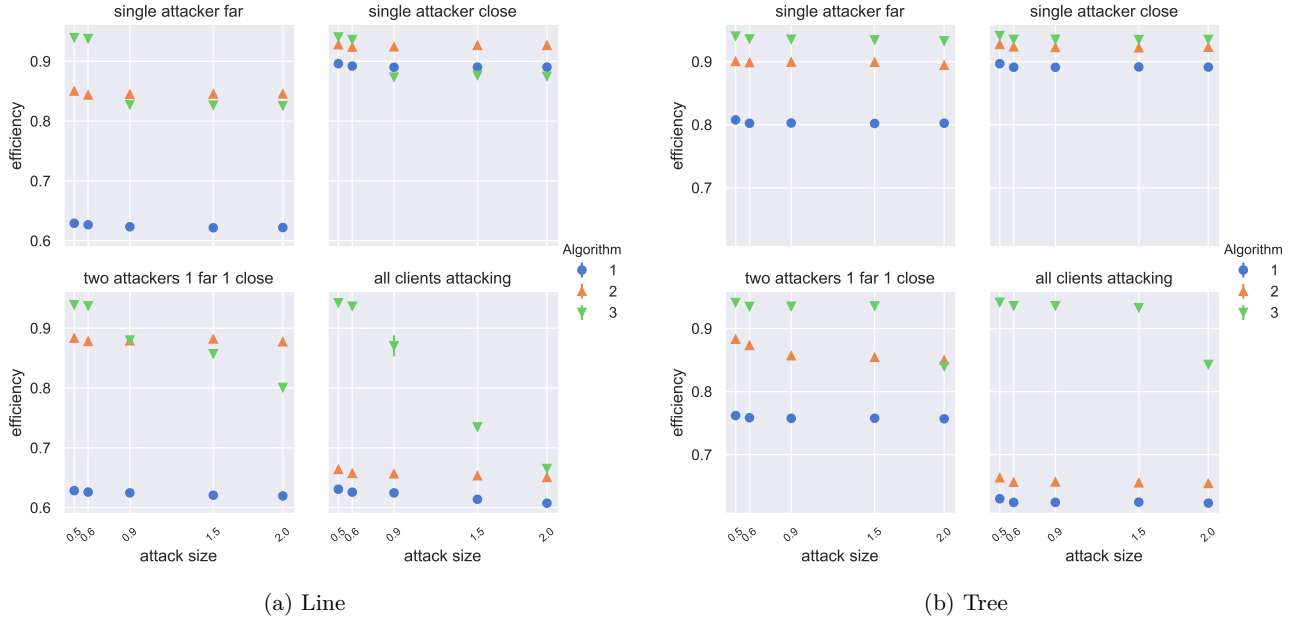 single attacker far
single attacker close
efficiency
0.9
0.8
0.7
0.6
two attackers 1 far 1 close
all clients attacking
efficiency
0.9
0.8
0.7
0.6
0.5
0.6
0.9
1.5
2.0
attack size
0.5
0.6
0.9
1.5
2.0
attack size
Algorithm
1
2
3
(a) Line
single attacker far
single attacker close
efficiency
0.9
0.8
0.7
two attackers 1 far 1 close
all clients attacking
efficiency
0.9
0.8
0.7
0.5
0.6
0.9
1.5
2.0
attack size
0.5
0.6
0.9
1.5
2.0
attack size
Algorithm
1
2
3
(b) Tree